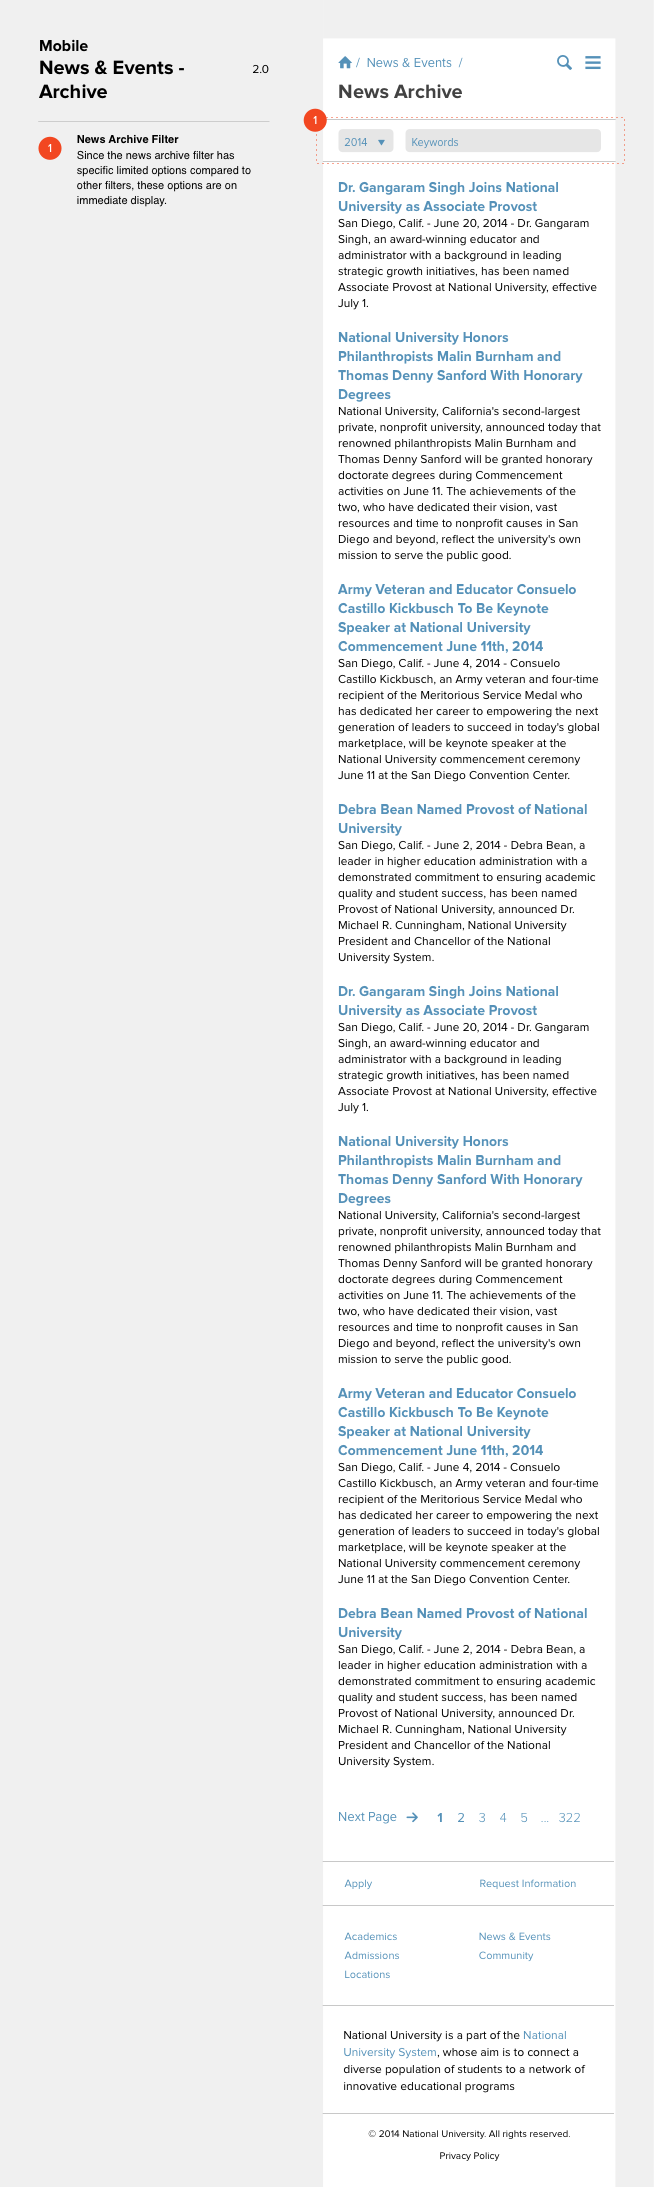 Mobile
News & Events -
Archive
2.0
1
News Archive Filter
Since the news archive filter has
specific limited options compared to
other filters, these options are on
immediate display.
/ News & Events /
News Archive
1
2014
Keywords
Dr. Gangaram Singh Joins National
University as Associate Provost
San Diego, Calif. - June 20, 2014 - Dr. Gangaram
Singh, an award-winning educator and
administrator with a background in leading
strategic growth initiatives, has been named
Associate Provost at National University, effective
July 1.
National University Honors
Philanthropists Malin Burnham and
Thomas Denny Sanford With Honorary
Degrees
National University, California's second-largest
private, nonprofit university, announced today that
renowned philanthropists Malin Burnham and
Thomas Denny Sanford will be granted honorary
doctorate degrees during Commencement
activities on June 11. The achievements of the
two, who have dedicated their vision, vast
resources and time to nonprofit causes in San
Diego and beyond, reflect the university's own
mission to serve the public good.
Army Veteran and Educator Consuelo
Castillo Kickbusch To Be Keynote
Speaker at National University
Commencement June 11th, 2014
San Diego, Calif. - June 4, 2014 - Consuelo
Castillo Kickbusch, an Army veteran and four-time
recipient of the Meritorious Service Medal who
has dedicated her career to empowering the next
generation of leaders to succeed in today's global
marketplace, will be keynote speaker at the
National University commencement ceremony
June 11 at the San Diego Convention Center.
Debra Bean Named Provost of National
University
San Diego, Calif. - June 2, 2014 - Debra Bean, a
leader in higher education administration with a
demonstrated commitment to ensuring academic
quality and student success, has been named
Provost of National University, announced Dr.
Michael R. Cunningham, National University
President and Chancellor of the National
University System.
Dr. Gangaram Singh Joins National
University as Associate Provost
San Diego, Calif. - June 20, 2014 - Dr. Gangaram
Singh, an award-winning educator and
administrator with a background in leading
strategic growth initiatives, has been named
Associate Provost at National University, effective
July 1.
National University Honors
Philanthropists Malin Burnham and
Thomas Denny Sanford With Honorary
Degrees
National University, California's second-largest
private, nonprofit university, announced today that
renowned philanthropists Malin Burnham and
Thomas Denny Sanford will be granted honorary
doctorate degrees during Commencement
activities on June 11. The achievements of the
two, who have dedicated their vision, vast
resources and time to nonprofit causes in San
Diego and beyond, reflect the university's own
mission to serve the public good.
Army Veteran and Educator Consuelo
Castillo Kickbusch To Be Keynote
Speaker at National University
Commencement June 11th, 2014
San Diego, Calif. - June 4, 2014 - Consuelo
Castillo Kickbusch, an Army veteran and four-time
recipient of the Meritorious Service Medal who
has dedicated her career to empowering the next
generation of leaders to succeed in today's global
marketplace, will be keynote speaker at the
National University commencement ceremony
June 11 at the San Diego Convention Center.
Debra Bean Named Provost of National
University
San Diego, Calif. - June 2, 2014 - Debra Bean, a
leader in higher education administration with a
demonstrated commitment to ensuring academic
quality and student success, has been named
Provost of National University, announced Dr.
Michael R. Cunningham, National University
President and Chancellor of the National
University System.
Next Page → 1 2 3 4 5 ... 322
Apply
Request Information
Academics
Admissions
Locations
News & Events
Community
National University is a part of the National
University System, whose aim is to connect a
diverse population of students to a network of
innovative educational programs
© 2014 National University. All rights reserved.
Privacy Policy